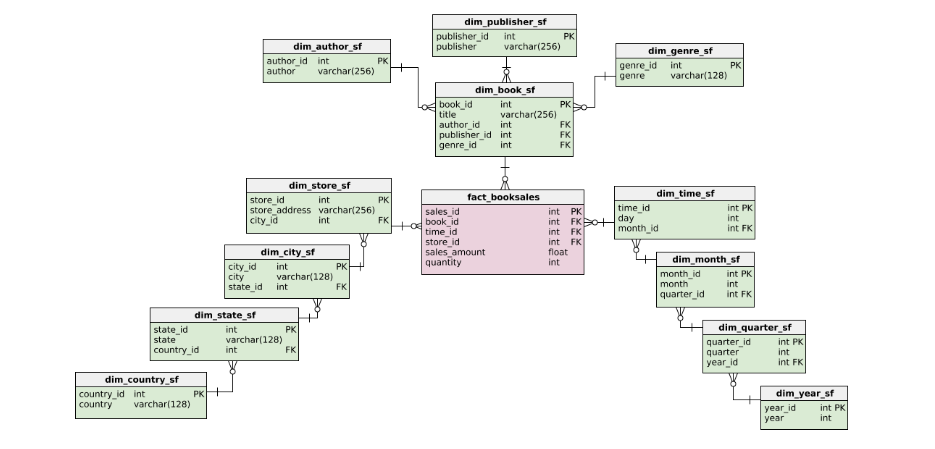 dim_publisher_sf
publisher_id int PK
publisher varchar(256)
dim_author_sf
author_id int PK
author varchar(256)
dim_genre_sf
genre_id int PK
genre varchar(128)
dim_book_sf
book_id int PK
title varchar(256)
author_id int FK
publisher_id int FK
genre_id int FK
dim_store_sf
store_id int PK
store_address varchar(256)
city_id int FK
fact_booksales
sales_id int PK
book_id int FK
time_id int FK
store_id int FK
sales_amount float
quantity int
dim_time_sf
time_id int PK
day int
month_id int FK
dim_city_sf
city_id int PK
city varchar(128)
state_id int FK
dim_month_sf
month_id int PK
month int
quarter_id int FK
dim_state_sf
state_id int PK
state varchar(128)
country_id int FK
dim_quarter_sf
quarter_id int PK
quarter int
year_id int FK
dim_country_sf
country_id int PK
country varchar(128)
dim_year_sf
year_id int PK
year int